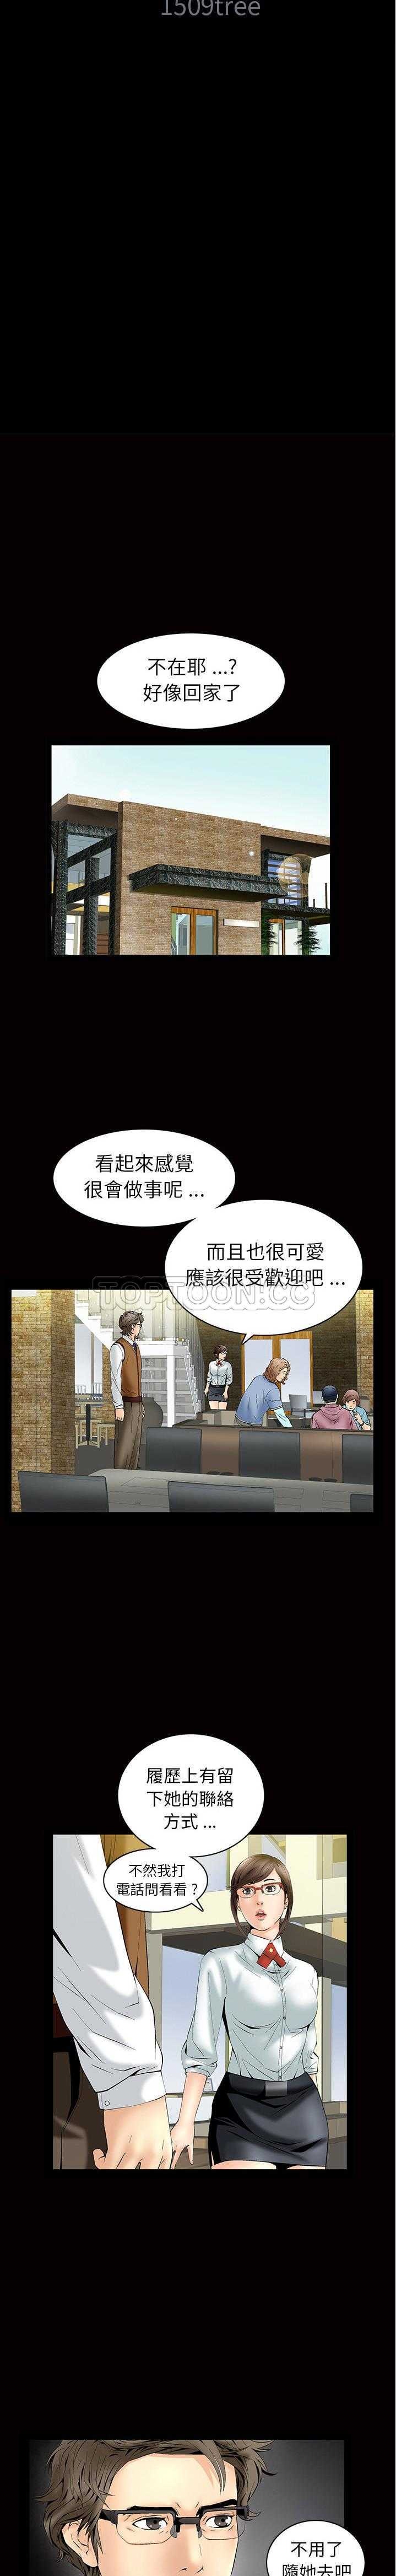 1509tree
不在耶 ...?
好像回家了
看起來感覺
很會做事呢 ...
而且也很可愛
應該很受歡迎吧 ...
TOPTOON.CC
履歷上有留
下她的聯絡
方式 ...
不然我打
電話問看看 ?
不用了
隨她去吧